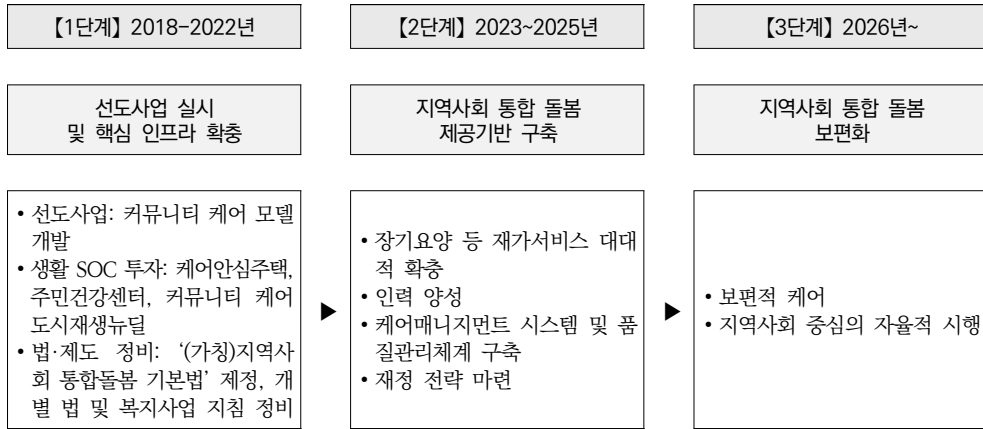 【1단계】 2018-2022년
선도사업 실시
및 핵심 인프라 확충
• 선도사업: 커뮤니티 케어 모델
개발
• 생활 SOC 투자: 케어안심주택,
주민건강센터, 커뮤니티 케어
도시재생뉴딜
• 법·제도 정비: ‘(가칭)지역사
회 통합돌봄 기본법’ 제정, 개
별 법 및 복지사업 지침 정비
▶
【2단계】 2023~2025년
지역사회 통합 돌봄
제공기반 구축
• 장기요양 등 재가서비스 대대
적 확충
• 인력 양성
• 케어매니지먼트 시스템 및 품
질관리체계 구축
• 재정 전략 마련
▶
【3단계】 2026년~
지역사회 통합 돌봄
보편화
• 보편적 케어
• 지역사회 중심의 자율적 시행